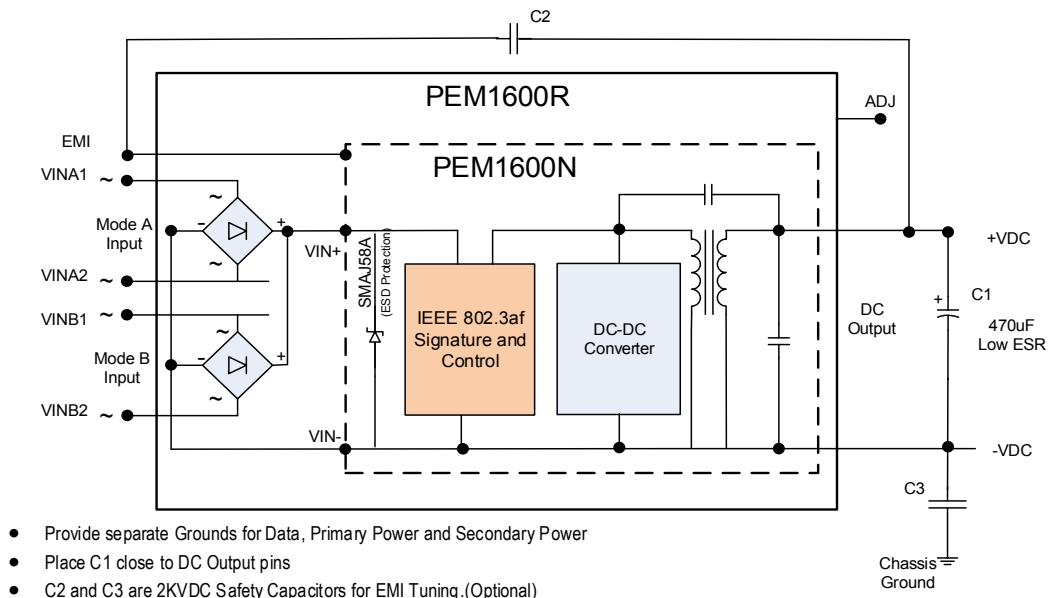 C2
PEM1600R
ADJ
EMI
PEM1600N
VINA1 ~
~
Mode A
Input
- +
VIN+
~
VINA2 ~
SMAJ58A
(ESD Protection)
IEEE 802.3af
Signature and
Control
DC-DC
Converter
+VDC
DC
Output
+
C1
470uF
Low ESR
VINB1 ~
~
Mode B
Input
- +
~
VINB2 ~
VIN-
-VDC
C3
Chassis
Ground
● Provide separate Grounds for Data, Primary Power and Secondary Power
● Place C1 close to DC Output pins
● C2 and C3 are 2KVDC Safety Capacitors for EMI Tuning.(Optional)